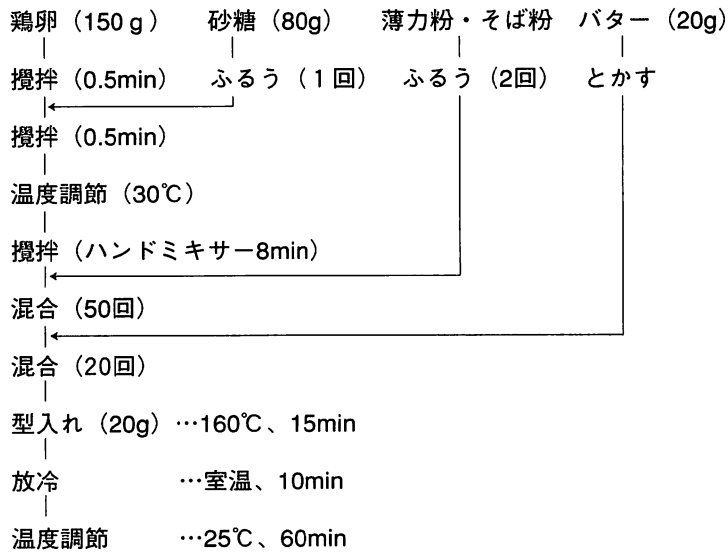 鶏卵（150ｇ） 砂糖（80g） 薄力粉・そば粉 バター（20g）
攪拌（0.5min） ふるう（1回） ふるう（2回） とかす
攪拌（0.5min）
温度調節（30℃）
攪拌（ハンドミキサー8min）
混合（50回）
混合（20回）
型入れ（20g）…160℃、15min
放冷 …室温、10min
温度調節 …25℃、60min